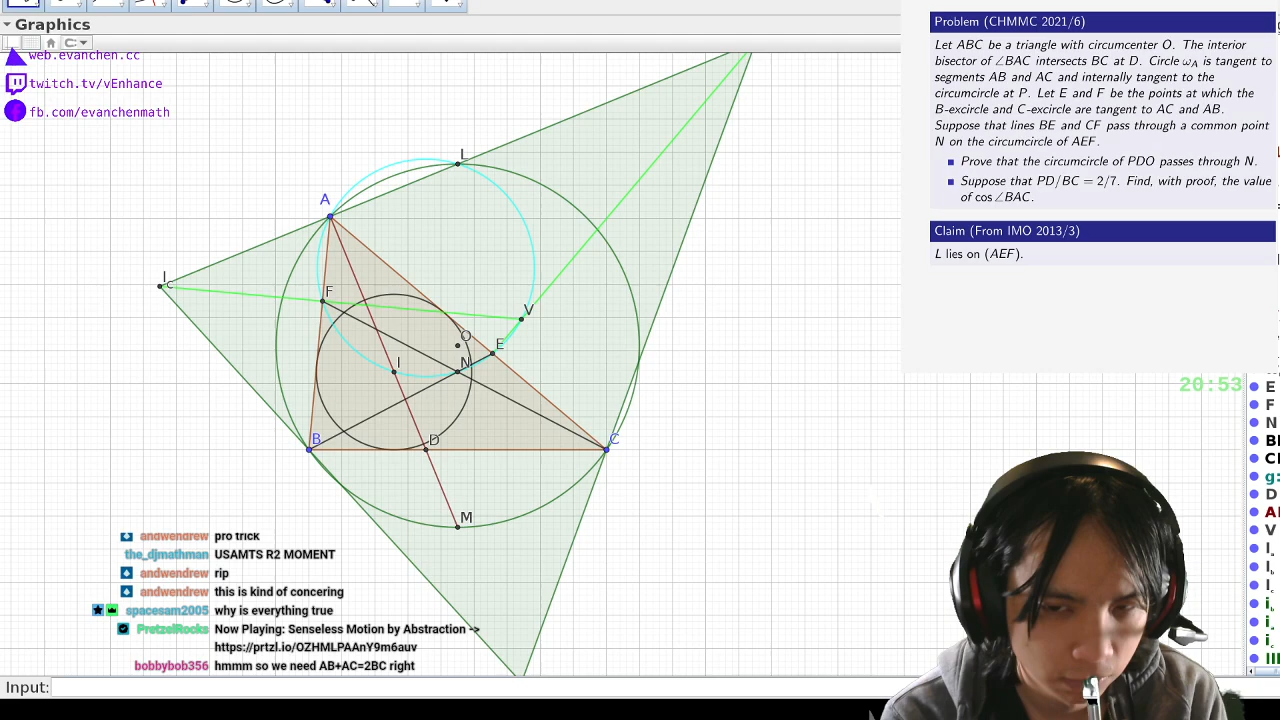 Graphics
web.evanchen.cc
twitch.tv/vEnhance
fb.com/evanchenmath
Problem (CHMMC 2021/6)
Let ABC be a triangle with circumcenter O. The interior
bisector of ∠BAC intersects BC at D. Circle ω_A is tangent to
segments AB and AC and internally tangent to the
circumcircle at P. Let E and F be the points at which the
B-excircle and C-excircle are tangent to AC and AB.
Suppose that lines BE and CF pass through a common point
N on the circumcircle of AEF.
Prove that the circumcircle of PDO passes through N.
Suppose that PD/BC = 2/7. Find, with proof, the value
of cos ∠BAC.
Claim (From IMO 2013/3)
L lies on (AEF).
L
A
I_C
F
V
O
E
I
N
B
D
C
M
20:53
E
F
N
D
V
andwendrew pro trick
the_djmathman USAMTS R2 MOMENT
andwendrew rip
andwendrew this is kind of concering
spacesam2005 why is everything true
PretzelRocks Now Playing: Senseless Motion by Abstraction ->
https://prtzl.io/OZHMLPAAnY9m6auv
bobbybob356 hmmm so we need AB+AC=2BC right
Input: